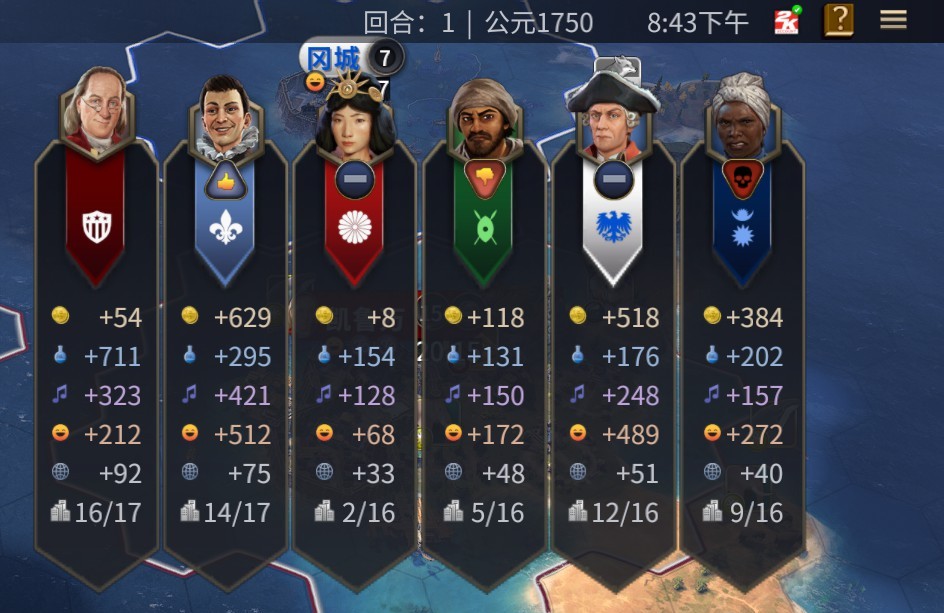 回合：1 | 公元1750 8:43下午 2K ?
冈城 7
7
+54 +629 +8 +118 +518 +384
+711 +295 +154 +131 +176 +202
+323 +421 +128 +150 +248 +157
+212 +512 +68 +172 +489 +272
+92 +75 +33 +48 +51 +40
16/17 14/17 2/16 5/16 12/16 9/16